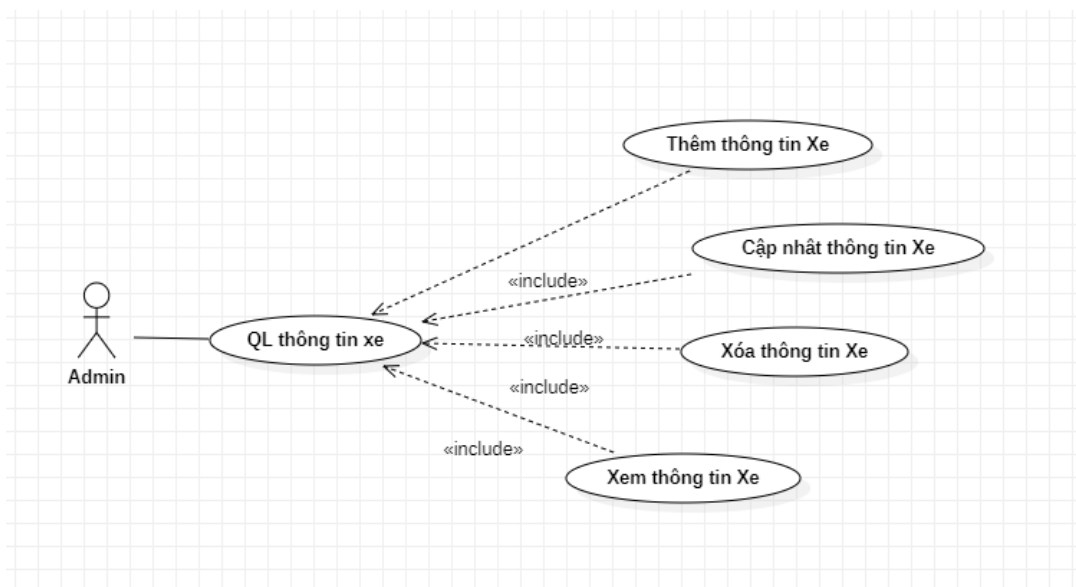 Thêm thông tin Xe
Cập nhât thông tin Xe
«include»
QL thông tin xe
«include»
Xóa thông tin Xe
Admin
«include»
«include»
Xem thông tin Xe